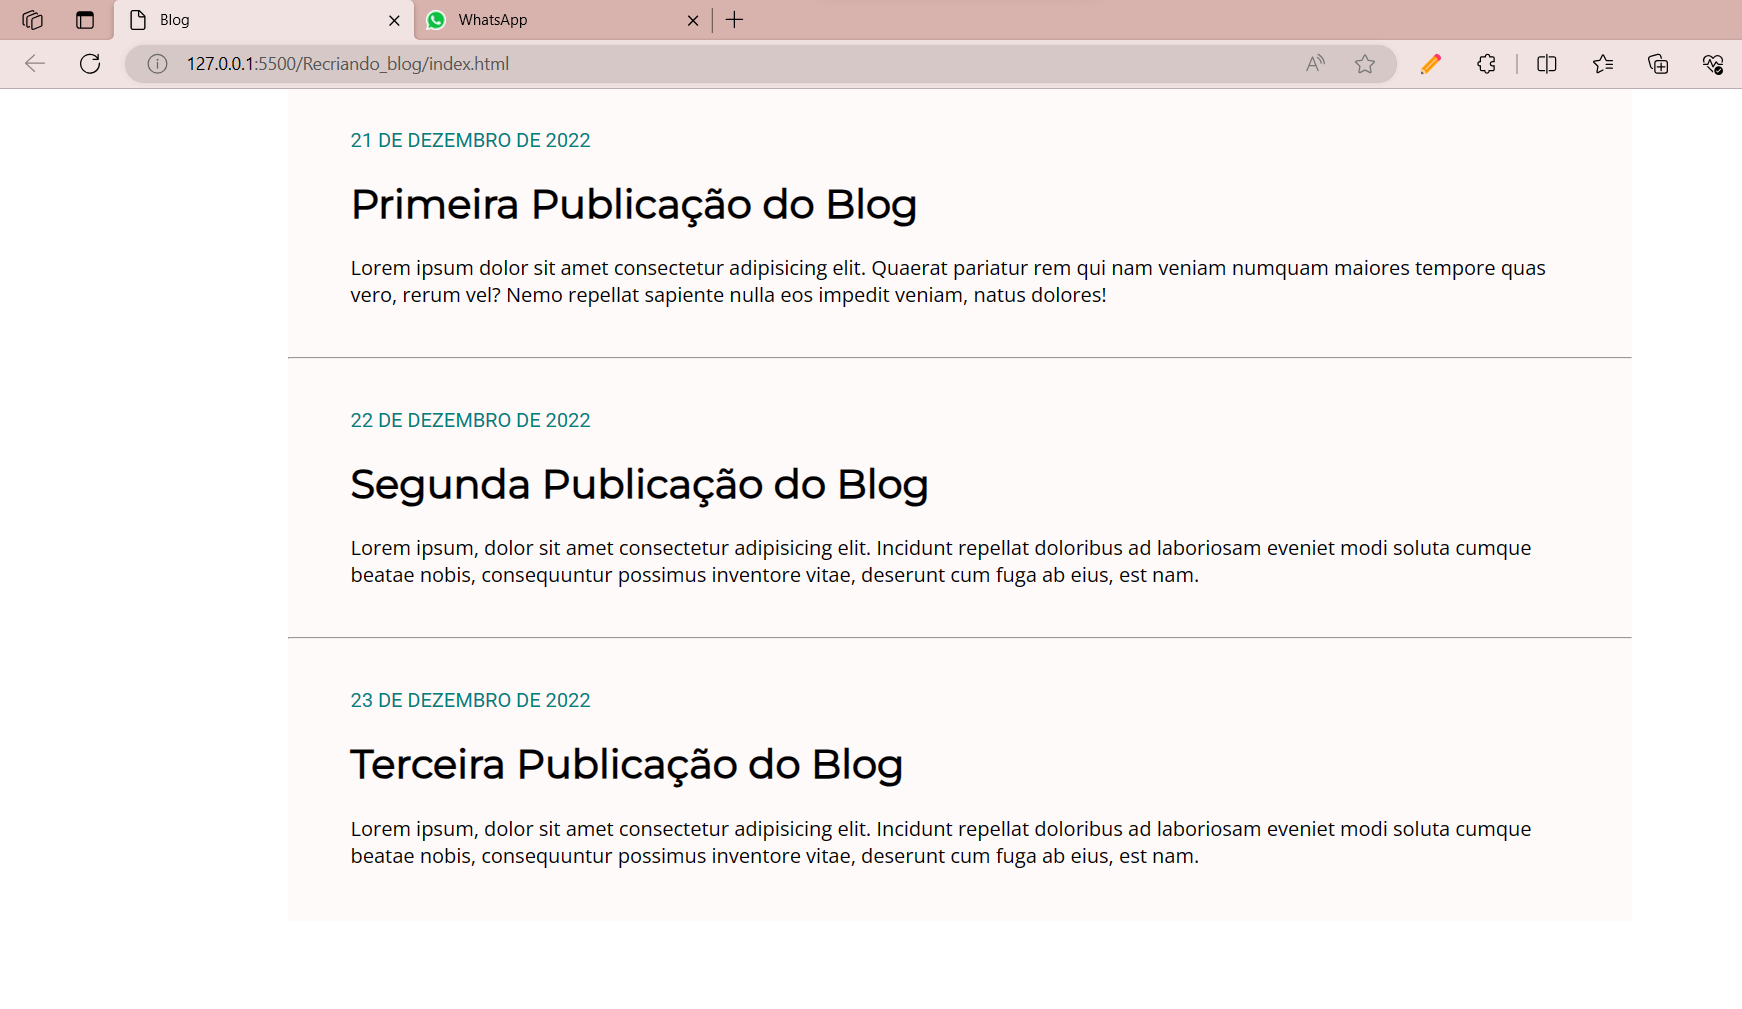 Blog
WhatsApp
127.0.0.1:5500/Recriando_blog/index.html
21 DE DEZEMBRO DE 2022
Primeira Publicação do Blog
Lorem ipsum dolor sit amet consectetur adipisicing elit. Quaerat pariatur rem qui nam veniam numquam maiores tempore quas
vero, rerum vel? Nemo repellat sapiente nulla eos impedit veniam, natus dolores!
22 DE DEZEMBRO DE 2022
Segunda Publicação do Blog
Lorem ipsum, dolor sit amet consectetur adipisicing elit. Incidunt repellat doloribus ad laboriosam eveniet modi soluta cumque
beatae nobis, consequuntur possimus inventore vitae, deserunt cum fuga ab eius, est nam.
23 DE DEZEMBRO DE 2022
Terceira Publicação do Blog
Lorem ipsum, dolor sit amet consectetur adipisicing elit. Incidunt repellat doloribus ad laboriosam eveniet modi soluta cumque
beatae nobis, consequuntur possimus inventore vitae, deserunt cum fuga ab eius, est nam.